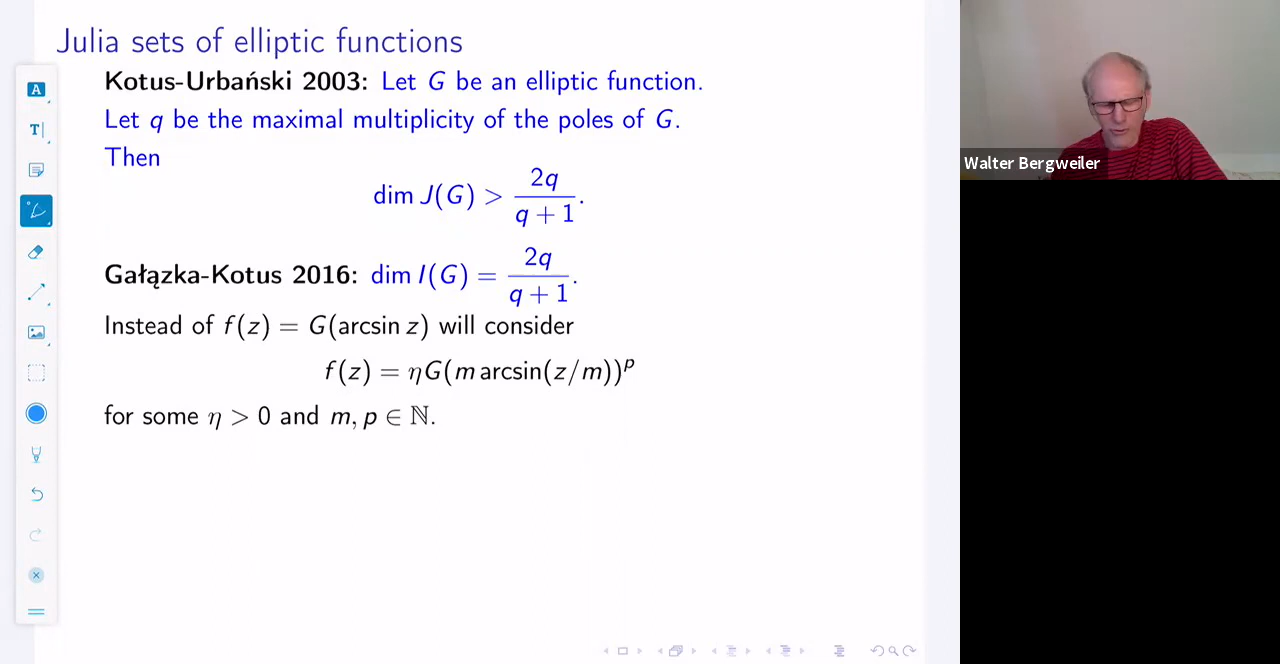 Julia sets of elliptic functions
Kotus-Urbański 2003: Let G be an elliptic function.
Let q be the maximal multiplicity of the poles of G.
Then
dim J(G) > 2q/(q + 1).
Gałązka-Kotus 2016: dim I(G) = 2q/(q + 1).
Instead of f(z) = G(arcsin z) will consider
f(z) = ηG(m arcsin(z/m))^p
for some η > 0 and m, p ∈ ℕ.
A
T
Walter Bergweiler